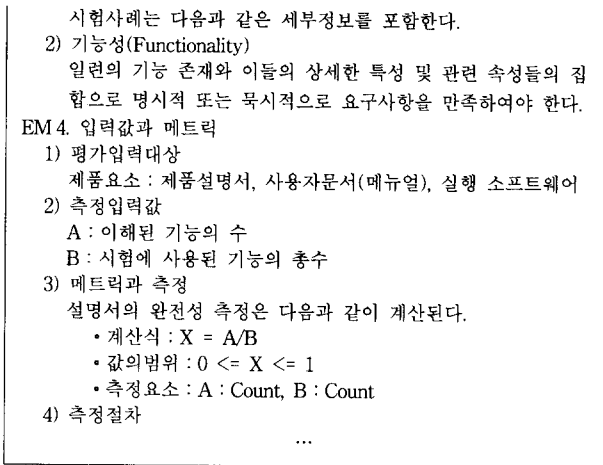 시험사례는 다음과 같은 세부정보를 포함한다.
2) 기능성(Functionality)
일련의 기능 존재와 이들의 상세한 특성 및 관련 속성들의 집
합으로 명시적 또는 묵시적으로 요구사항을 만족하여야 한다.
EM 4. 입력값과 메트릭
1) 평가입력대상
제품요소 : 제품설명서, 사용자문서(메뉴얼), 실행 소프트웨어
2) 측정입력값
A : 이해된 기능의 수
B : 시험에 사용된 기능의 총수
3) 메트릭과 측정
설명서의 완전성 측정은 다음과 같이 계산된다.
• 계산식 : X = A/B
• 값의범위 : 0 <= X <= 1
• 측정요소 : A : Count, B : Count
4) 측정절차
…